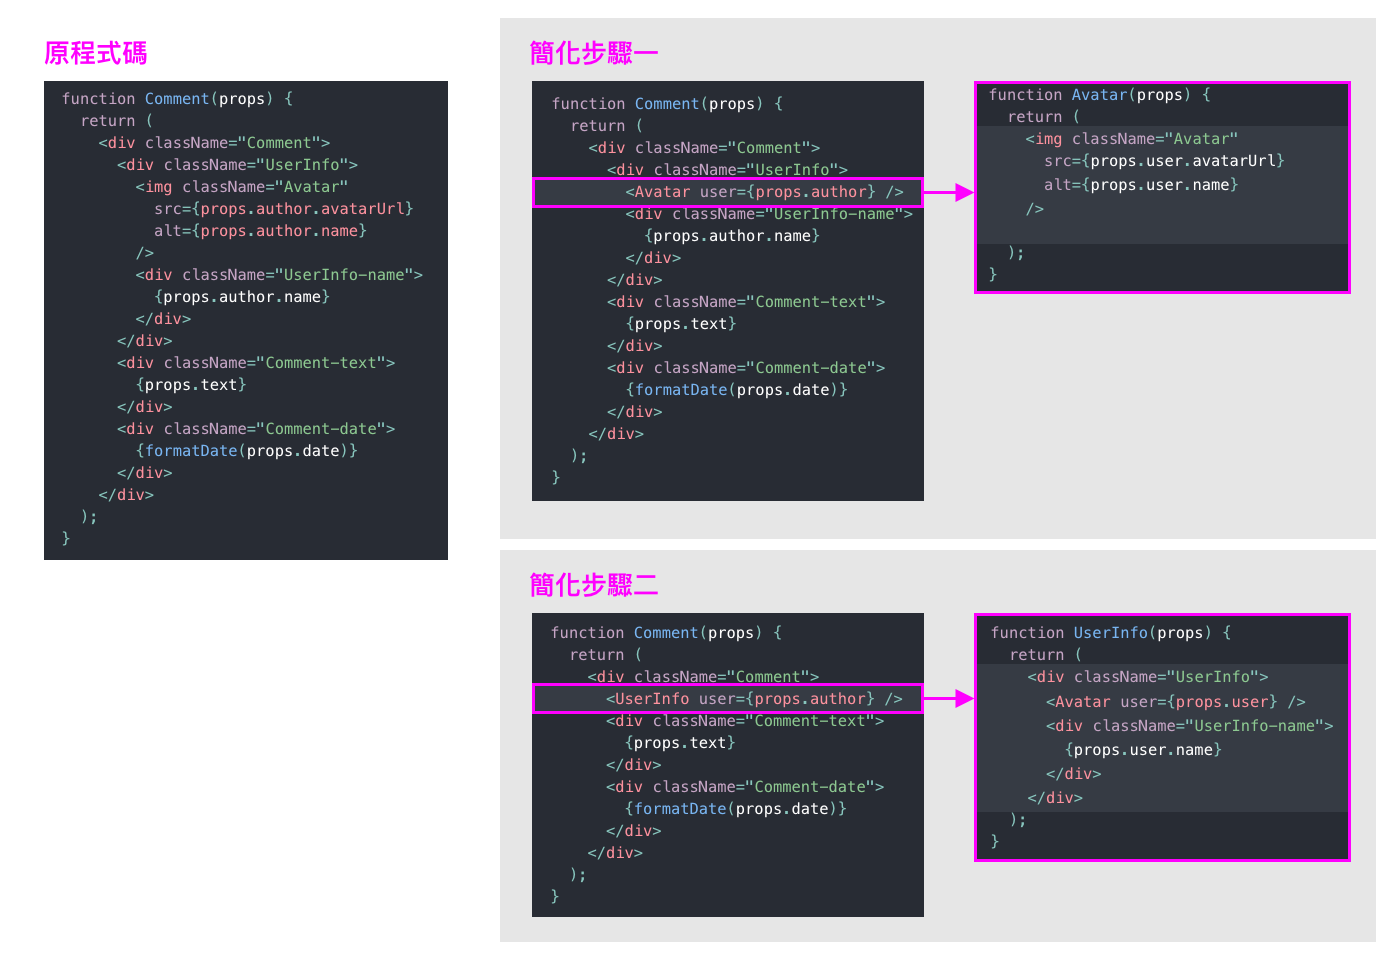 原程式碼
function Comment(props) {
  return (
    <div className="Comment">
      <div className="UserInfo">
        <img className="Avatar"
          src={props.author.avatarUrl}
          alt={props.author.name}
        />
        <div className="UserInfo-name">
          {props.author.name}
        </div>
      </div>
      <div className="Comment-text">
        {props.text}
      </div>
      <div className="Comment-date">
        {formatDate(props.date)}
      </div>
    </div>
  );
}
簡化步驟一
function Comment(props) {
  return (
    <div className="Comment">
      <div className="UserInfo">
        <Avatar user={props.author} />
        <div className="UserInfo-name">
          {props.author.name}
        </div>
      </div>
      <div className="Comment-text">
        {props.text}
      </div>
      <div className="Comment-date">
        {formatDate(props.date)}
      </div>
    </div>
  );
}
function Avatar(props) {
  return (
    <img className="Avatar"
      src={props.user.avatarUrl}
      alt={props.user.name}
    />
  );
}
簡化步驟二
function Comment(props) {
  return (
    <div className="Comment">
      <UserInfo user={props.author} />
      <div className="Comment-text">
        {props.text}
      </div>
      <div className="Comment-date">
        {formatDate(props.date)}
      </div>
    </div>
  );
}
function UserInfo(props) {
  return (
    <div className="UserInfo">
      <Avatar user={props.user} />
      <div className="UserInfo-name">
        {props.user.name}
      </div>
    </div>
  );
}